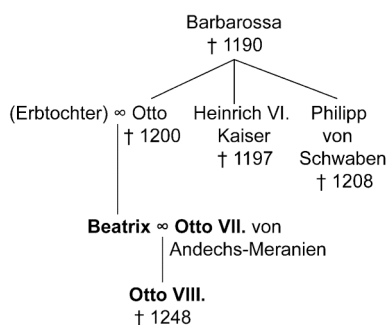 Barbarossa
† 1190
(Erbtochter) ∞ Otto
† 1200
Heinrich VI.
Kaiser
† 1197
Philipp
von
Schwaben
† 1208
Beatrix ∞ Otto VII. von
Andechs-Meranien
Otto VIII.
† 1248